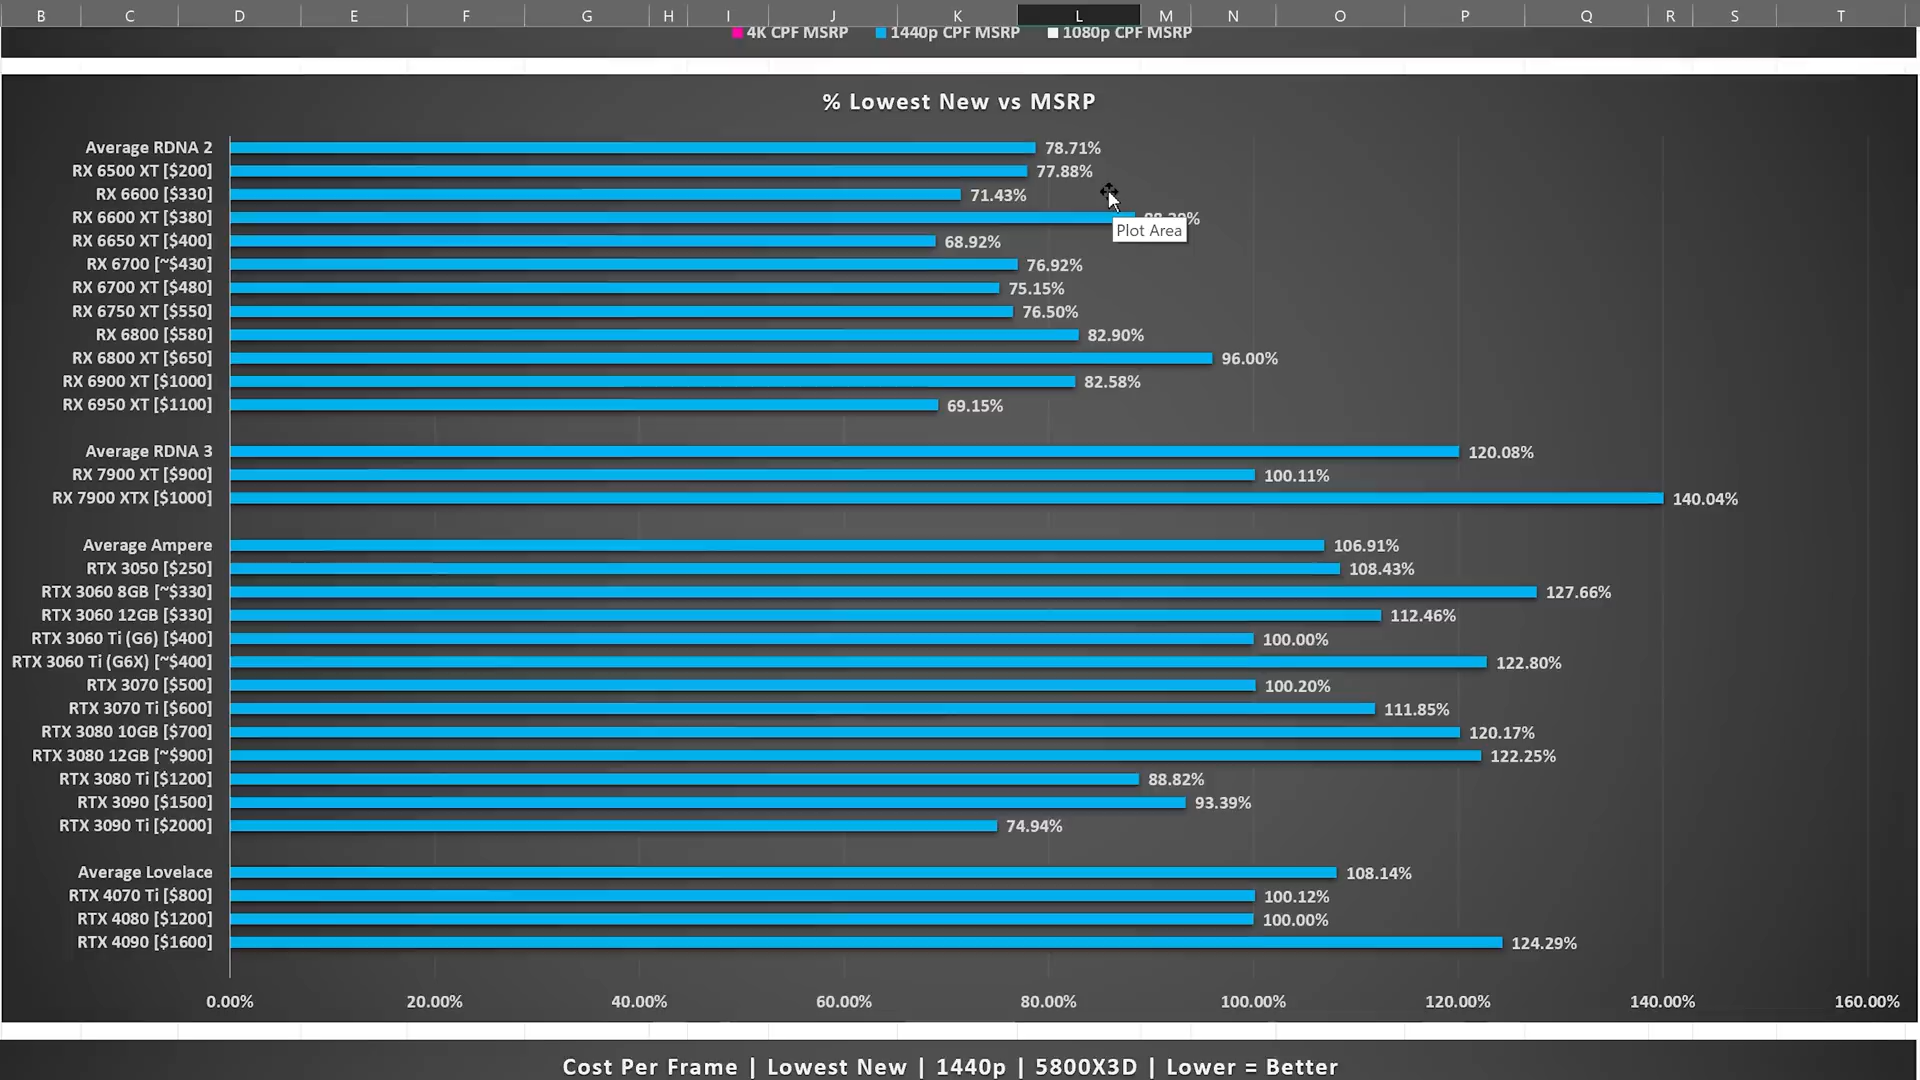 B C D E F G H I J K L M N O P Q R S T
4K CPF MSRP 1440p CPF MSRP 1080p CPF MSRP
% Lowest New vs MSRP
Average RDNA 2 78.71%
RX 6500 XT [$200] 77.88%
RX 6600 [$330] 71.43%
RX 6600 XT [$380]
Plot Area
RX 6650 XT [$400] 68.92%
RX 6700 [~$430] 76.92%
RX 6700 XT [$480] 75.15%
RX 6750 XT [$550] 76.50%
RX 6800 [$580] 82.90%
RX 6800 XT [$650] 96.00%
RX 6900 XT [$1000] 82.58%
RX 6950 XT [$1100] 69.15%
Average RDNA 3 120.08%
RX 7900 XT [$900] 100.11%
RX 7900 XTX [$1000] 140.04%
Average Ampere 106.91%
RTX 3050 [$250] 108.43%
RTX 3060 8GB [~$330] 127.66%
RTX 3060 12GB [$330] 112.46%
RTX 3060 Ti (G6) [$400] 100.00%
RTX 3060 Ti (G6X) [~$400] 122.80%
RTX 3070 [$500] 100.20%
RTX 3070 Ti [$600] 111.85%
RTX 3080 10GB [$700] 120.17%
RTX 3080 12GB [~$900] 122.25%
RTX 3080 Ti [$1200] 88.82%
RTX 3090 [$1500] 93.39%
RTX 3090 Ti [$2000] 74.94%
Average Lovelace 108.14%
RTX 4070 Ti [$800] 100.12%
RTX 4080 [$1200] 100.00%
RTX 4090 [$1600] 124.29%
0.00% 20.00% 40.00% 60.00% 80.00% 100.00% 120.00% 140.00% 160.00%
Cost Per Frame | Lowest New | 1440p | 5800X3D | Lower = Better